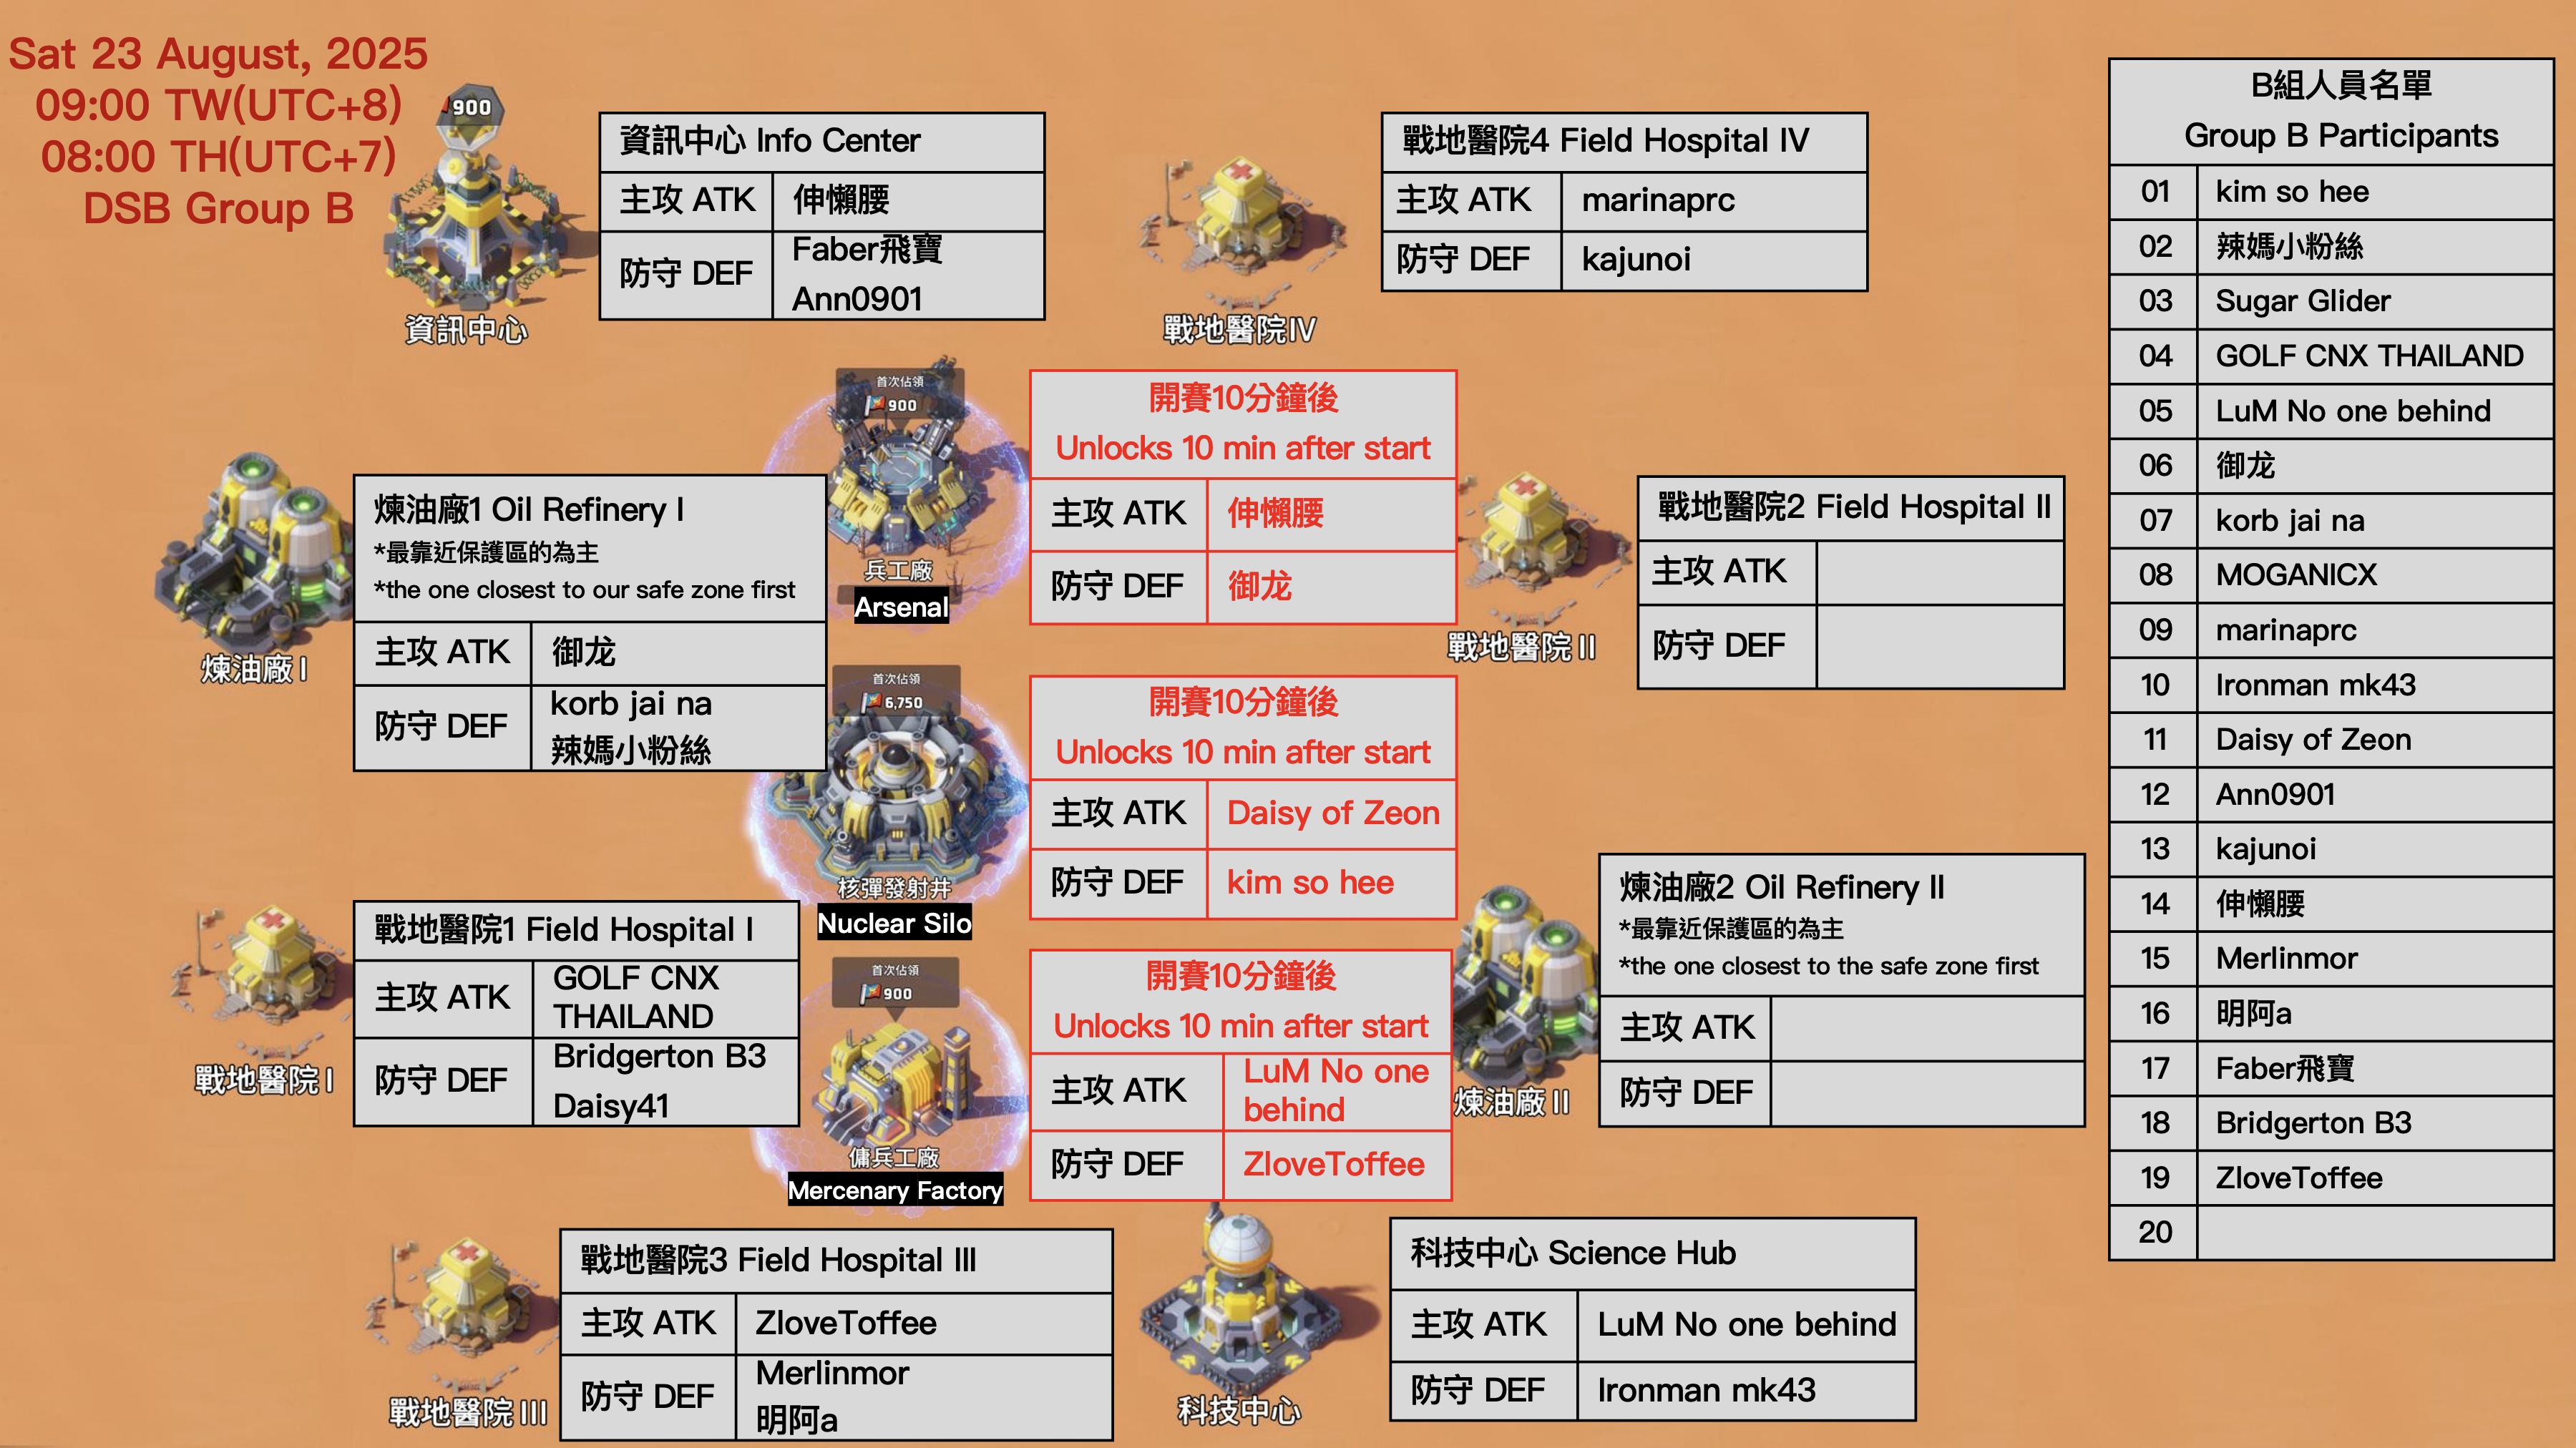 Sat 23 August, 2025
09:00 TW(UTC+8)
08:00 TH(UTC+7)
DSB Group B
900
資訊中心
資訊中心 Info Center
主攻 ATK 伸懶腰
防守 DEF Faber飛寶
Ann0901
戰地醫院IV
戰地醫院4 Field Hospital IV
主攻 ATK marinaprc
防守 DEF kajunoi
煉油廠 I
煉油廠1 Oil Refinery I
*最靠近保護區的為主
*the one closest to our safe zone first
主攻 ATK 御龙
防守 DEF korb jai na
辣媽小粉絲
首次佔領
900
兵工廠
Arsenal
開賽10分鐘後
Unlocks 10 min after start
主攻 ATK 伸懶腰
防守 DEF 御龙
戰地醫院 II
戰地醫院2 Field Hospital II
主攻 ATK
防守 DEF
首次佔領
6,750
核彈發射井
Nuclear Silo
開賽10分鐘後
Unlocks 10 min after start
主攻 ATK Daisy of Zeon
防守 DEF kim so hee
戰地醫院 I
戰地醫院1 Field Hospital I
主攻 ATK GOLF CNX
THAILAND
防守 DEF Bridgerton B3
Daisy41
首次佔領
900
傭兵工廠
Mercenary Factory
開賽10分鐘後
Unlocks 10 min after start
主攻 ATK LuM No one
behind
防守 DEF ZloveToffee
煉油廠 II
煉油廠2 Oil Refinery II
*最靠近保護區的為主
*the one closest to the safe zone first
主攻 ATK
防守 DEF
戰地醫院 III
戰地醫院3 Field Hospital III
主攻 ATK ZloveToffee
防守 DEF Merlinmor
明阿a
科技中心
科技中心 Science Hub
主攻 ATK LuM No one behind
防守 DEF Ironman mk43
B組人員名單
Group B Participants
01 kim so hee
02 辣媽小粉絲
03 Sugar Glider
04 GOLF CNX THAILAND
05 LuM No one behind
06 御龙
07 korb jai na
08 MOGANICX
09 marinaprc
10 Ironman mk43
11 Daisy of Zeon
12 Ann0901
13 kajunoi
14 伸懶腰
15 Merlinmor
16 明阿a
17 Faber飛寶
18 Bridgerton B3
19 ZloveToffee
20